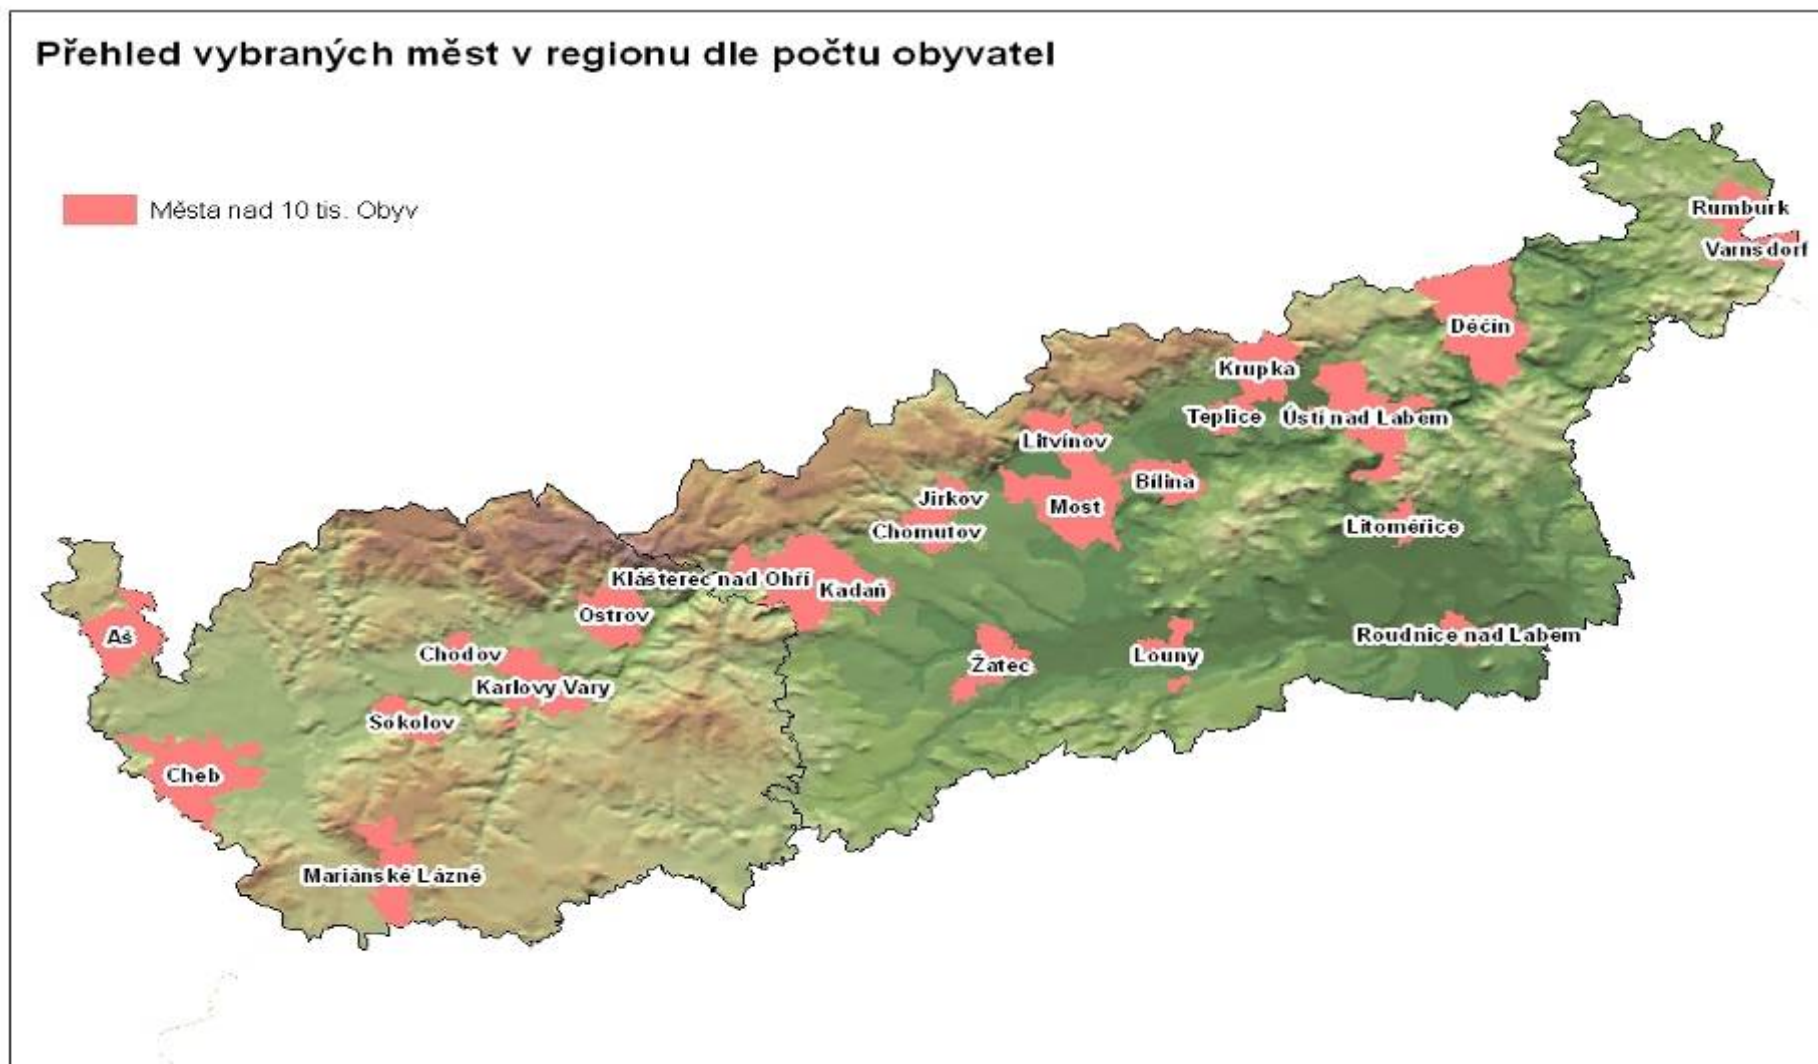 Přehled vybraných měst v regionu dle počtu obyvatel
Města nad 10 tis. Obyv
Rumburk
Varnsdorf
Děčín
Krupka
Teplice
Ústí nad Labem
Litvínov
Bílina
Jirkov
Most
Chomutov
Litoměřice
Klášterec nad Ohří
Kadaň
Ostrov
Aš
Roudnice nad Labem
Chodov
Žatec
Louny
Karlovy Vary
Sokolov
Cheb
Mariánské Lázně